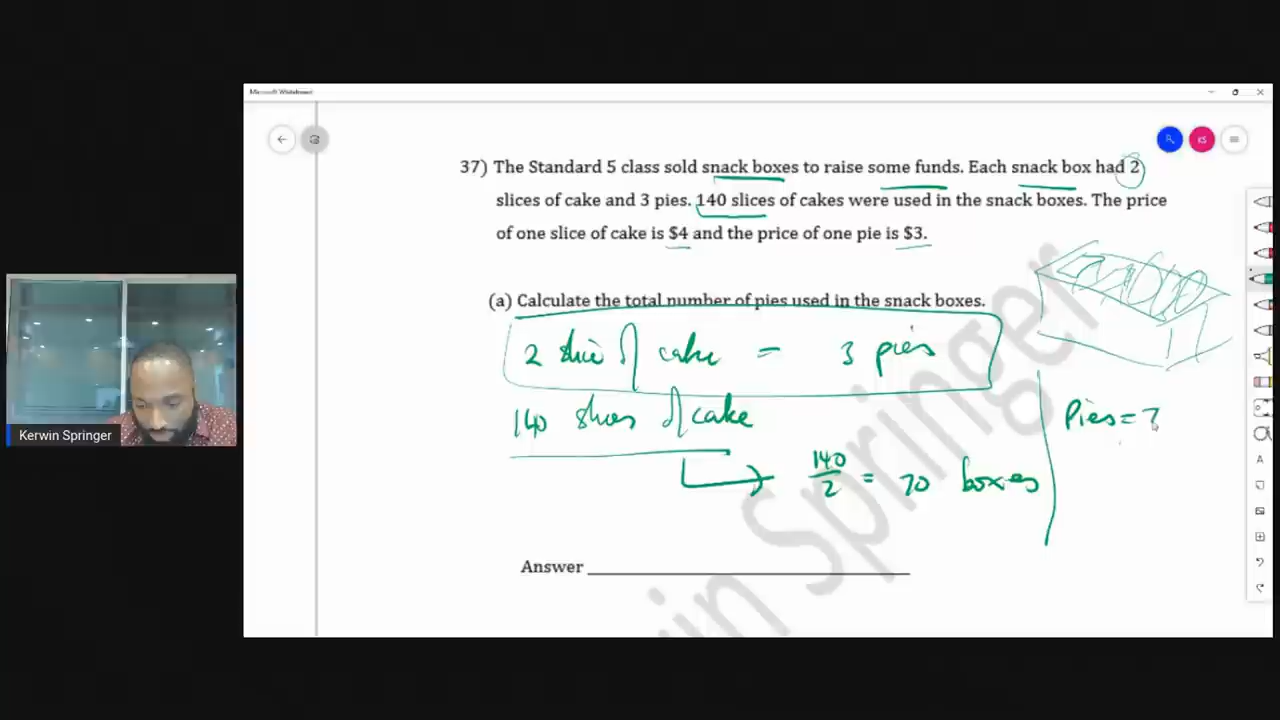 Microsoft Whiteboard
KS
37) The Standard 5 class sold snack boxes to raise some funds. Each snack box had 2
slices of cake and 3 pies. 140 slices of cakes were used in the snack boxes. The price
of one slice of cake is $4 and the price of one pie is $3.
(a) Calculate the total number of pies used in the snack boxes.
2 slice of cake = 3 pies
140 slices of cake
Pies = 3
140
2
= 70 boxes
Kerwin Springer
Answer
Kerwin Springer